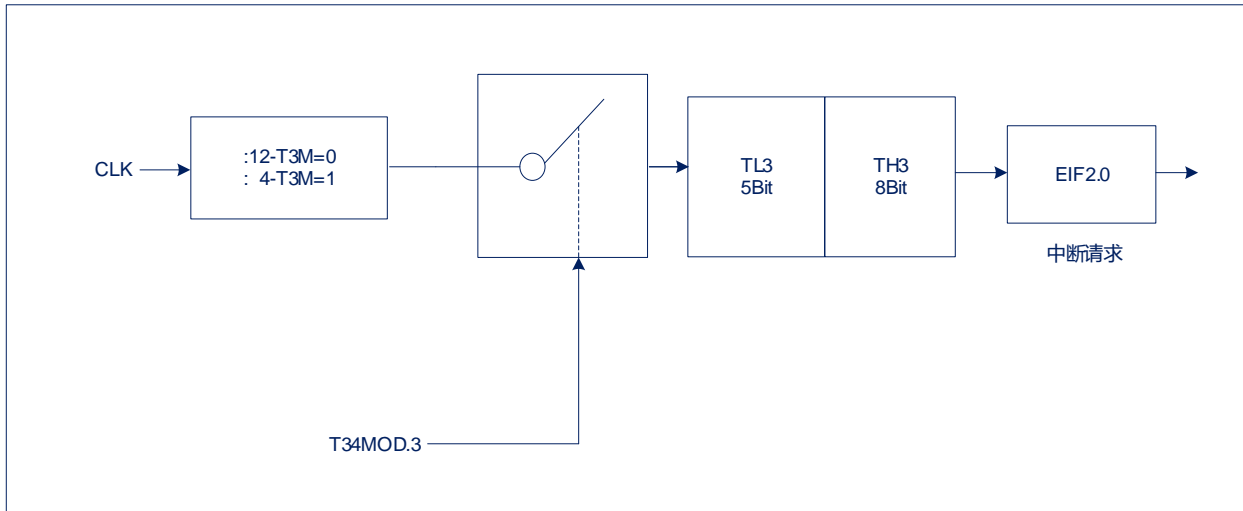 CLK
:12-T3M=0
: 4-T3M=1
TL3
5Bit
TH3
8Bit
EIF2.0
中断请求
T34MOD.3